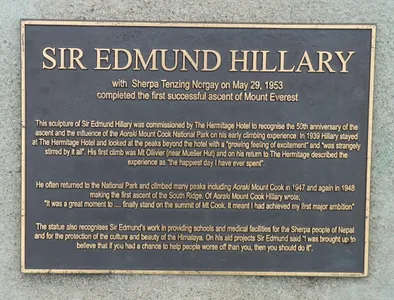 SIR EDMUND HILLARY
with Sherpa Tenzing Norgay on May 29, 1953
completed the first successful ascent of Mount Everest
This sculpture of Sir Edmund Hillary was commissioned by The Hermitage Hotel to recognise the 50th anniversary of the
ascent and the influence of the Aoraki Mount Cook National Park on his early climbing experience. In 1939 Hillary stayed
at The Hermitage Hotel and looked at the peaks beyond the hotel with a "growing feeling of excitement" and "was strangely
stirred by it all". His first climb was Mt Olivier (near Mueller Hut) and on his return to The Hermitage described the
experience as "the happiest day I have ever spent".
He often returned to the National Park and climbed many peaks including Aoraki Mount Cook in 1947 and again in 1948
making the first ascent of the South Ridge. Of Aoraki Mount Cook Hillary wrote;
"It was a great moment to .... finally stand on the summit of Mt Cook. It meant I had achieved my first major ambition"
The statue also recognises Sir Edmund's work in providing schools and medical facilities for the Sherpa people of Nepal
and for the protection of the culture and beauty of the Himalaya. On his aid projects Sir Edmund said "I was brought up to
believe that if you had a chance to help people worse off than you, then you should do it".